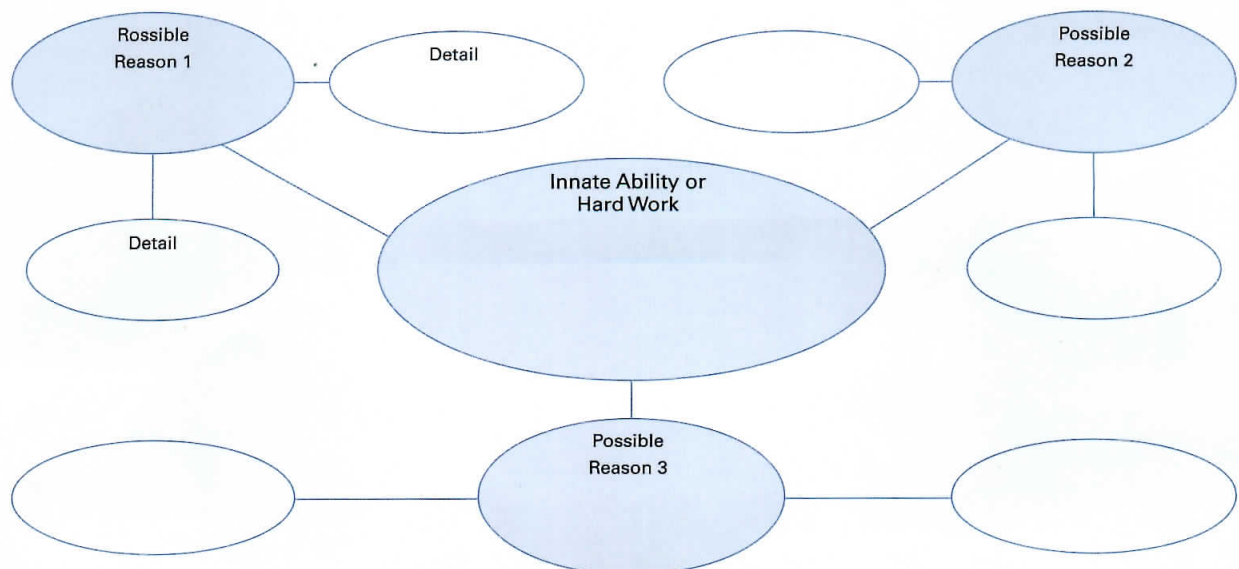 Rossible
Reason 1
Detail
Possible
Reason 2
Innate Ability or
Hard Work
Detail
Possible
Reason 3